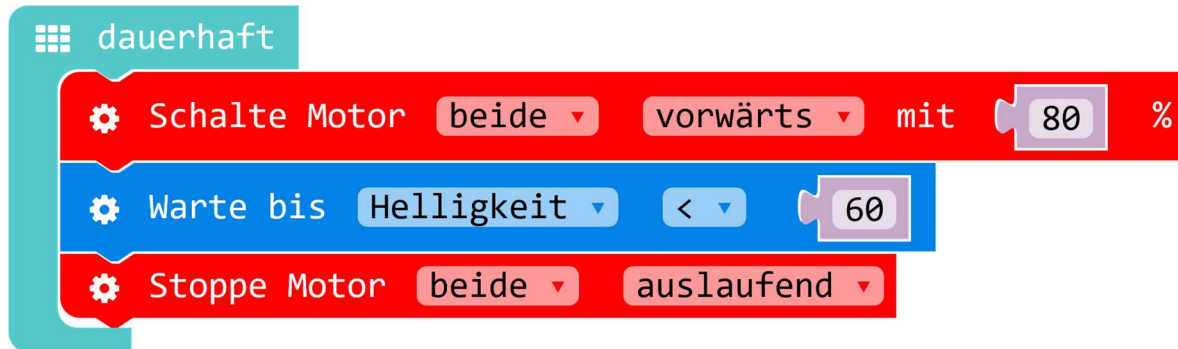 dauerhaft
Schalte Motor beide vorwärts mit 80 %
Warte bis Helligkeit < 60
Stoppe Motor beide auslaufend